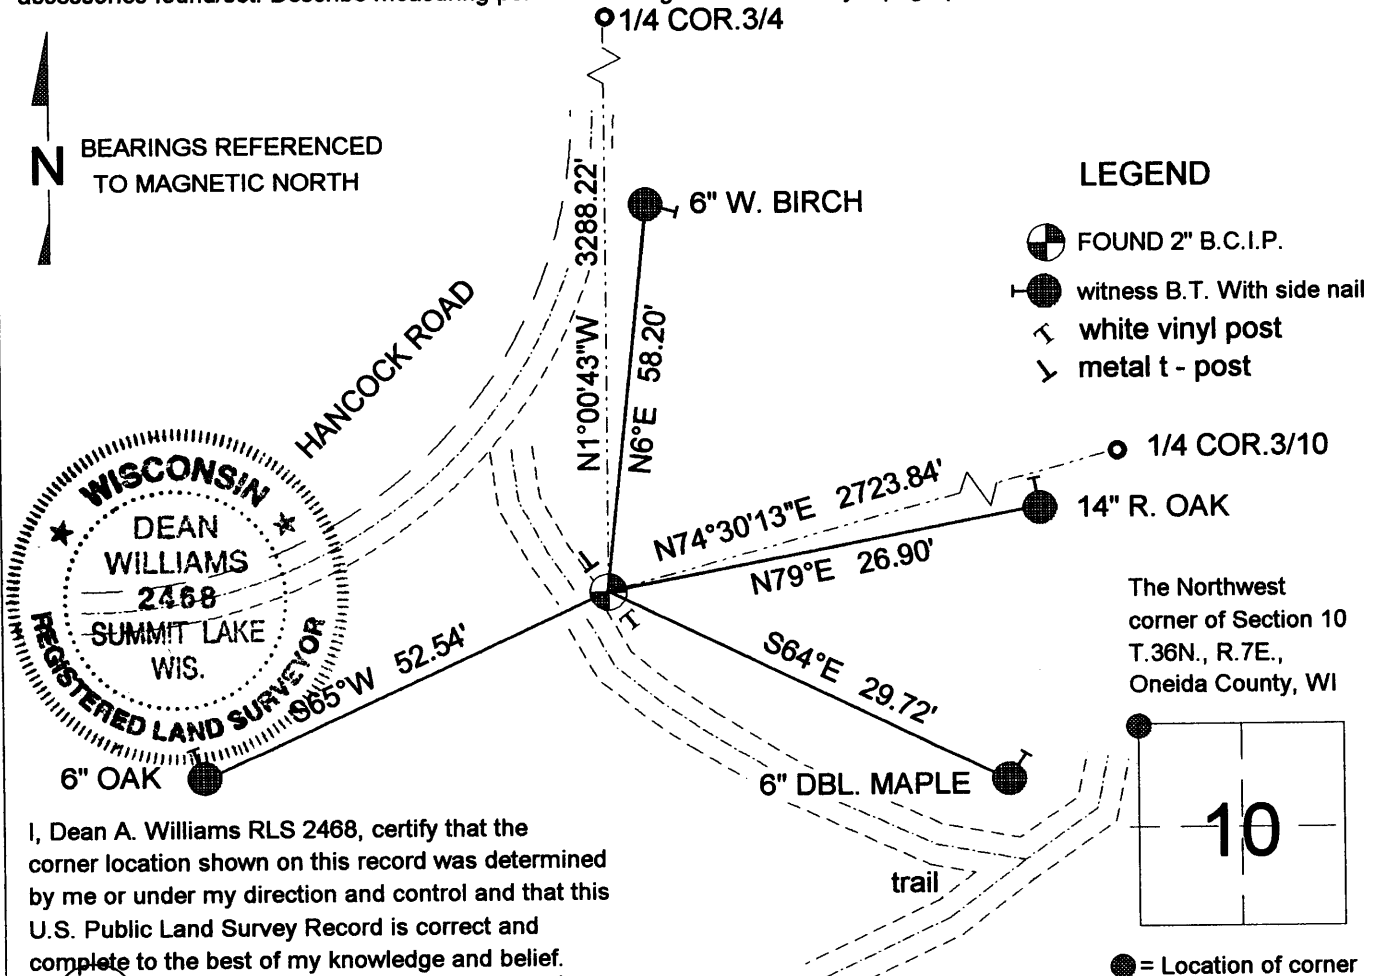 1/4 COR.3/4
N
BEARINGS REFERENCED
TO MAGNETIC NORTH
3288.22'
N1°00'43"W
6" W. BIRCH
N6°E 58.20'
HANCOCK ROAD
LEGEND
FOUND 2" B.C.I.P.
witness B.T. With side nail
white vinyl post
metal t - post
1/4 COR.3/10
N74°30'13"E 2723.84'
14" R. OAK
N79°E 26.90'
WISCONSIN
DEAN
WILLIAMS
2468
SUMMIT LAKE
WIS.
REGISTERED LAND SURVEYOR
S65°W 52.54'
6" OAK
S64°E 29.72'
6" DBL. MAPLE
trail
The Northwest
corner of Section 10
T.36N., R.7E.,
Oneida County, WI
10
= Location of corner
I, Dean A. Williams RLS 2468, certify that the
corner location shown on this record was determined
by me or under my direction and control and that this
U.S. Public Land Survey Record is correct and
complete to the best of my knowledge and belief.